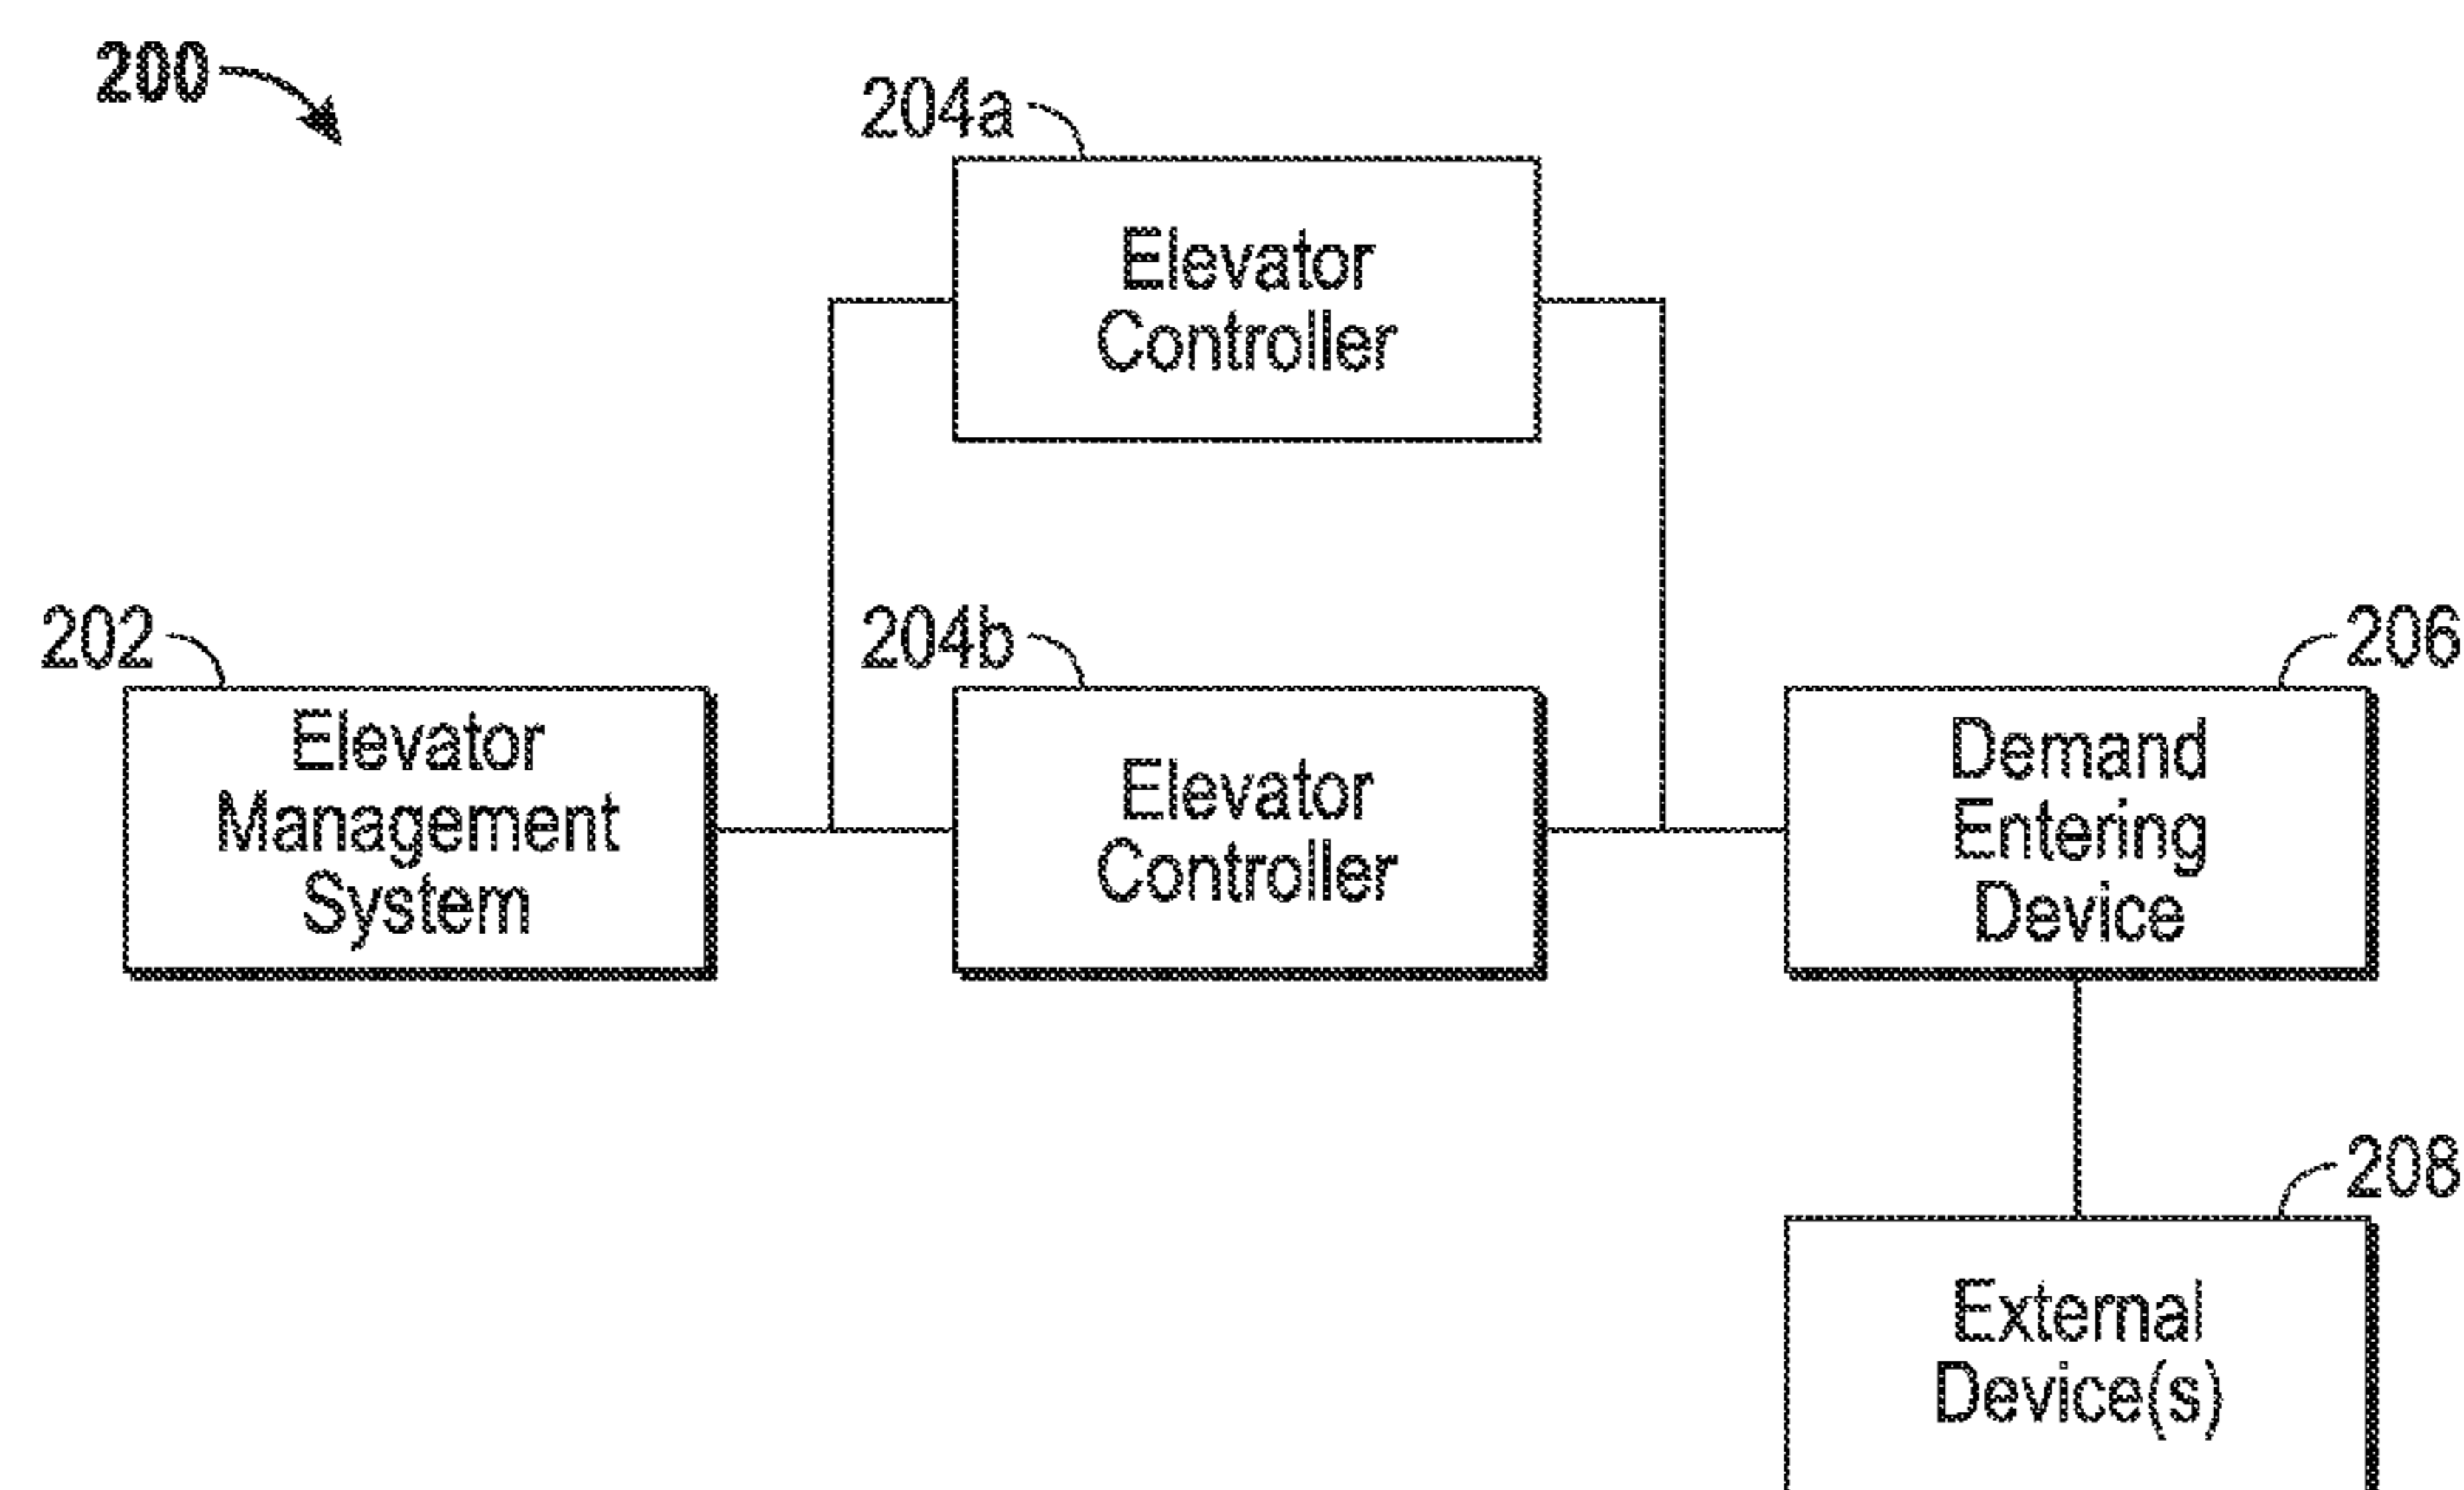 200
204a
Elevator
Controller
202
Elevator
Management
System
204b
Elevator
Controller
206
Demand
Entering
Device
208
External
Device(s)